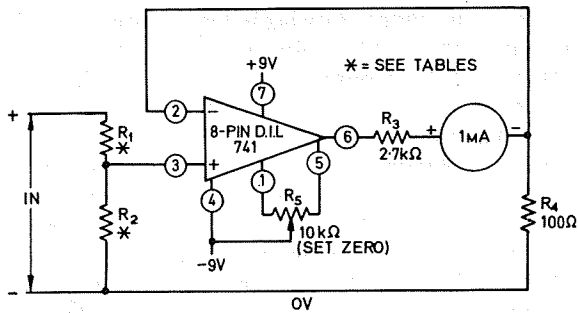 +9V
✱ = SEE TABLES
+
2
−
7
8-PIN D.I.L
741
6
R3
+
1MA
−
2·7kΩ
R1
✱
3
+
5
1
IN
R2
✱
4
R5
10kΩ
(SET ZERO)
R4
100Ω
-9V
−
0V